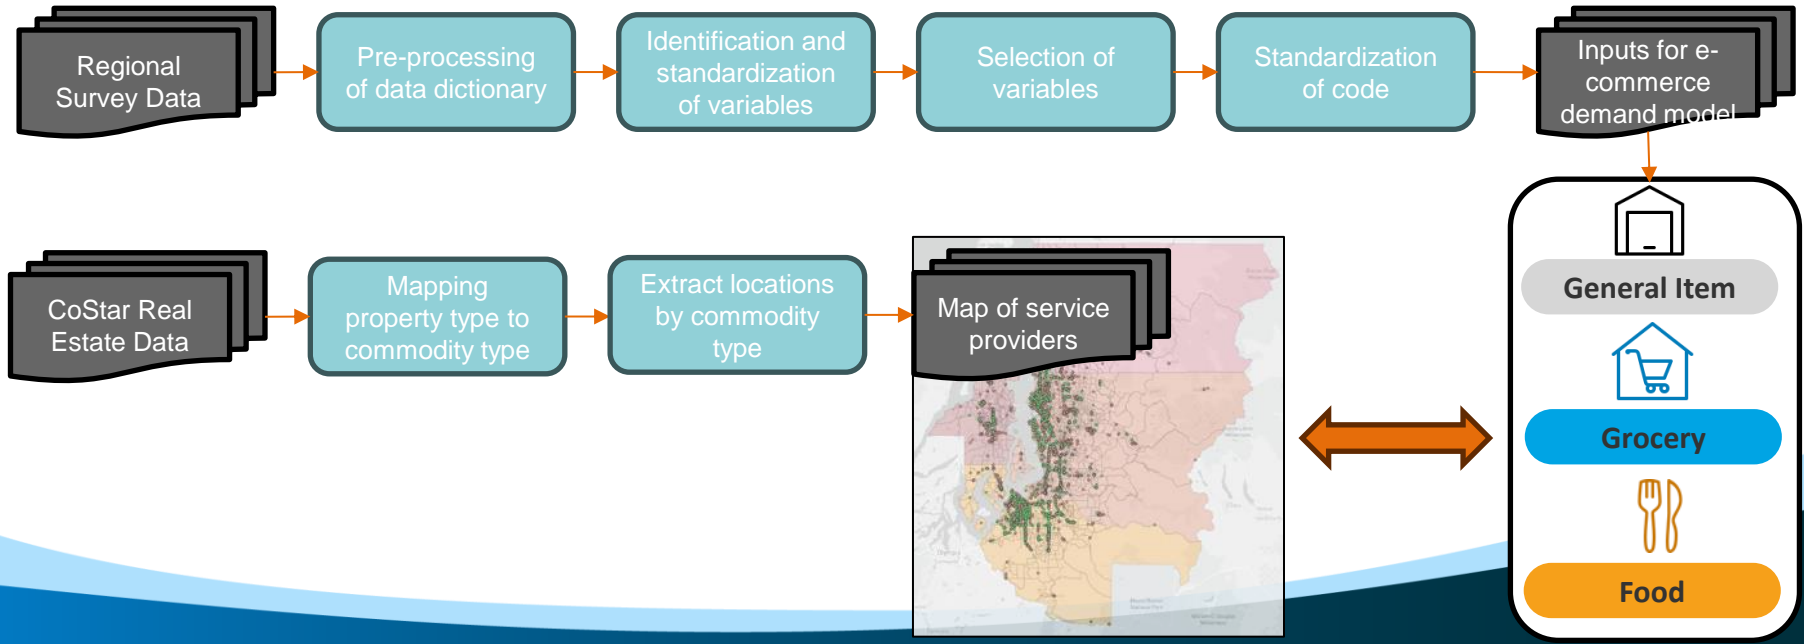 Regional
Survey Data
Pre-processing
of data dictionary
Identification and
standardization
of variables
Selection of
variables
Standardization
of code
Inputs for e-
commerce
demand model
CoStar Real
Estate Data
Mapping
property type to
commodity type
Extract locations
by commodity
type
Map of service
providers
General Item
Grocery
Food